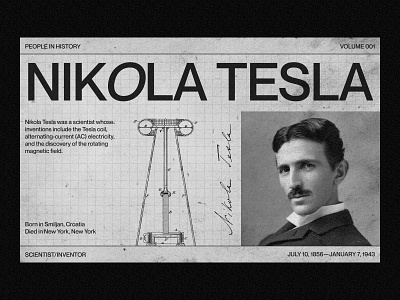 PEOPLE IN HISTORY
VOLUME 001
NIKOLA TESLA
Nikola Tesla was a scientist whose.
inventions include the Tesla coil,
alternating-current (AC) electricity,
and the discovery of the rotating
magnetic field.
Nikola Tesla
Born in Smiljan, Croatia
Died in New York, New York
SCIENTIST/INVENTOR
JULY 10, 1856—JANUARY 7, 1943